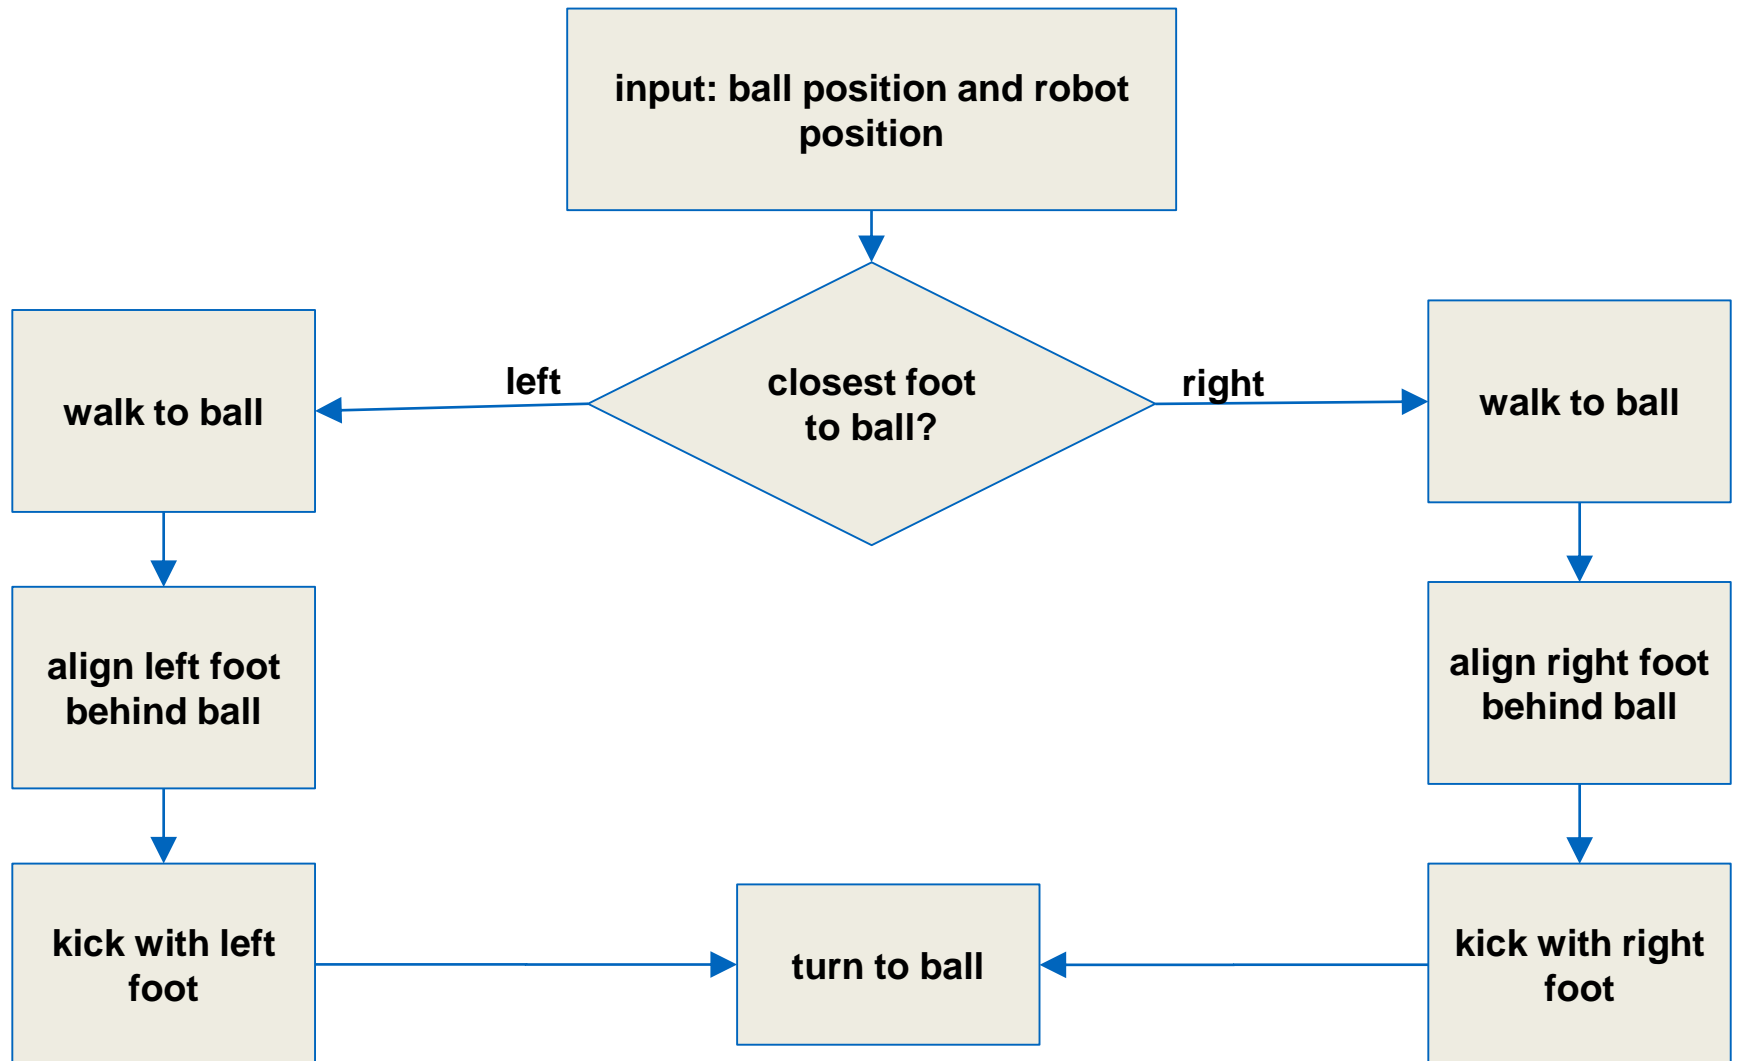 input: ball position and robot
position
left
closest foot
to ball?
right
walk to ball
walk to ball
align left foot
behind ball
align right foot
behind ball
kick with left
foot
turn to ball
kick with right
foot